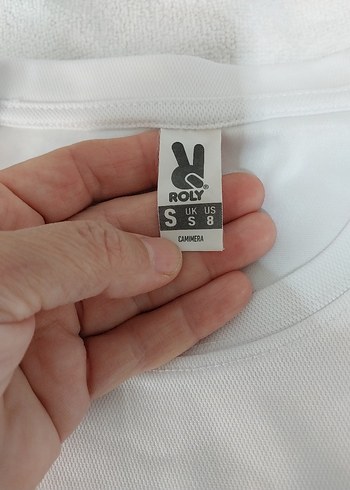 ROLY®
S UK US
S 8
CAMIMERA